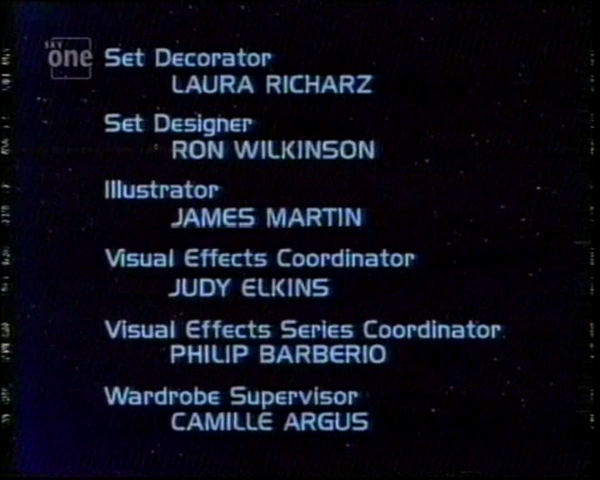 SKY
one
Set Decorator
LAURA RICHARZ
Set Designer
RON WILKINSON
Illustrator
JAMES MARTIN
Visual Effects Coordinator
JUDY ELKINS
Visual Effects Series Coordinator
PHILIP BARBERIO
Wardrobe Supervisor
CAMILLE ARGUS